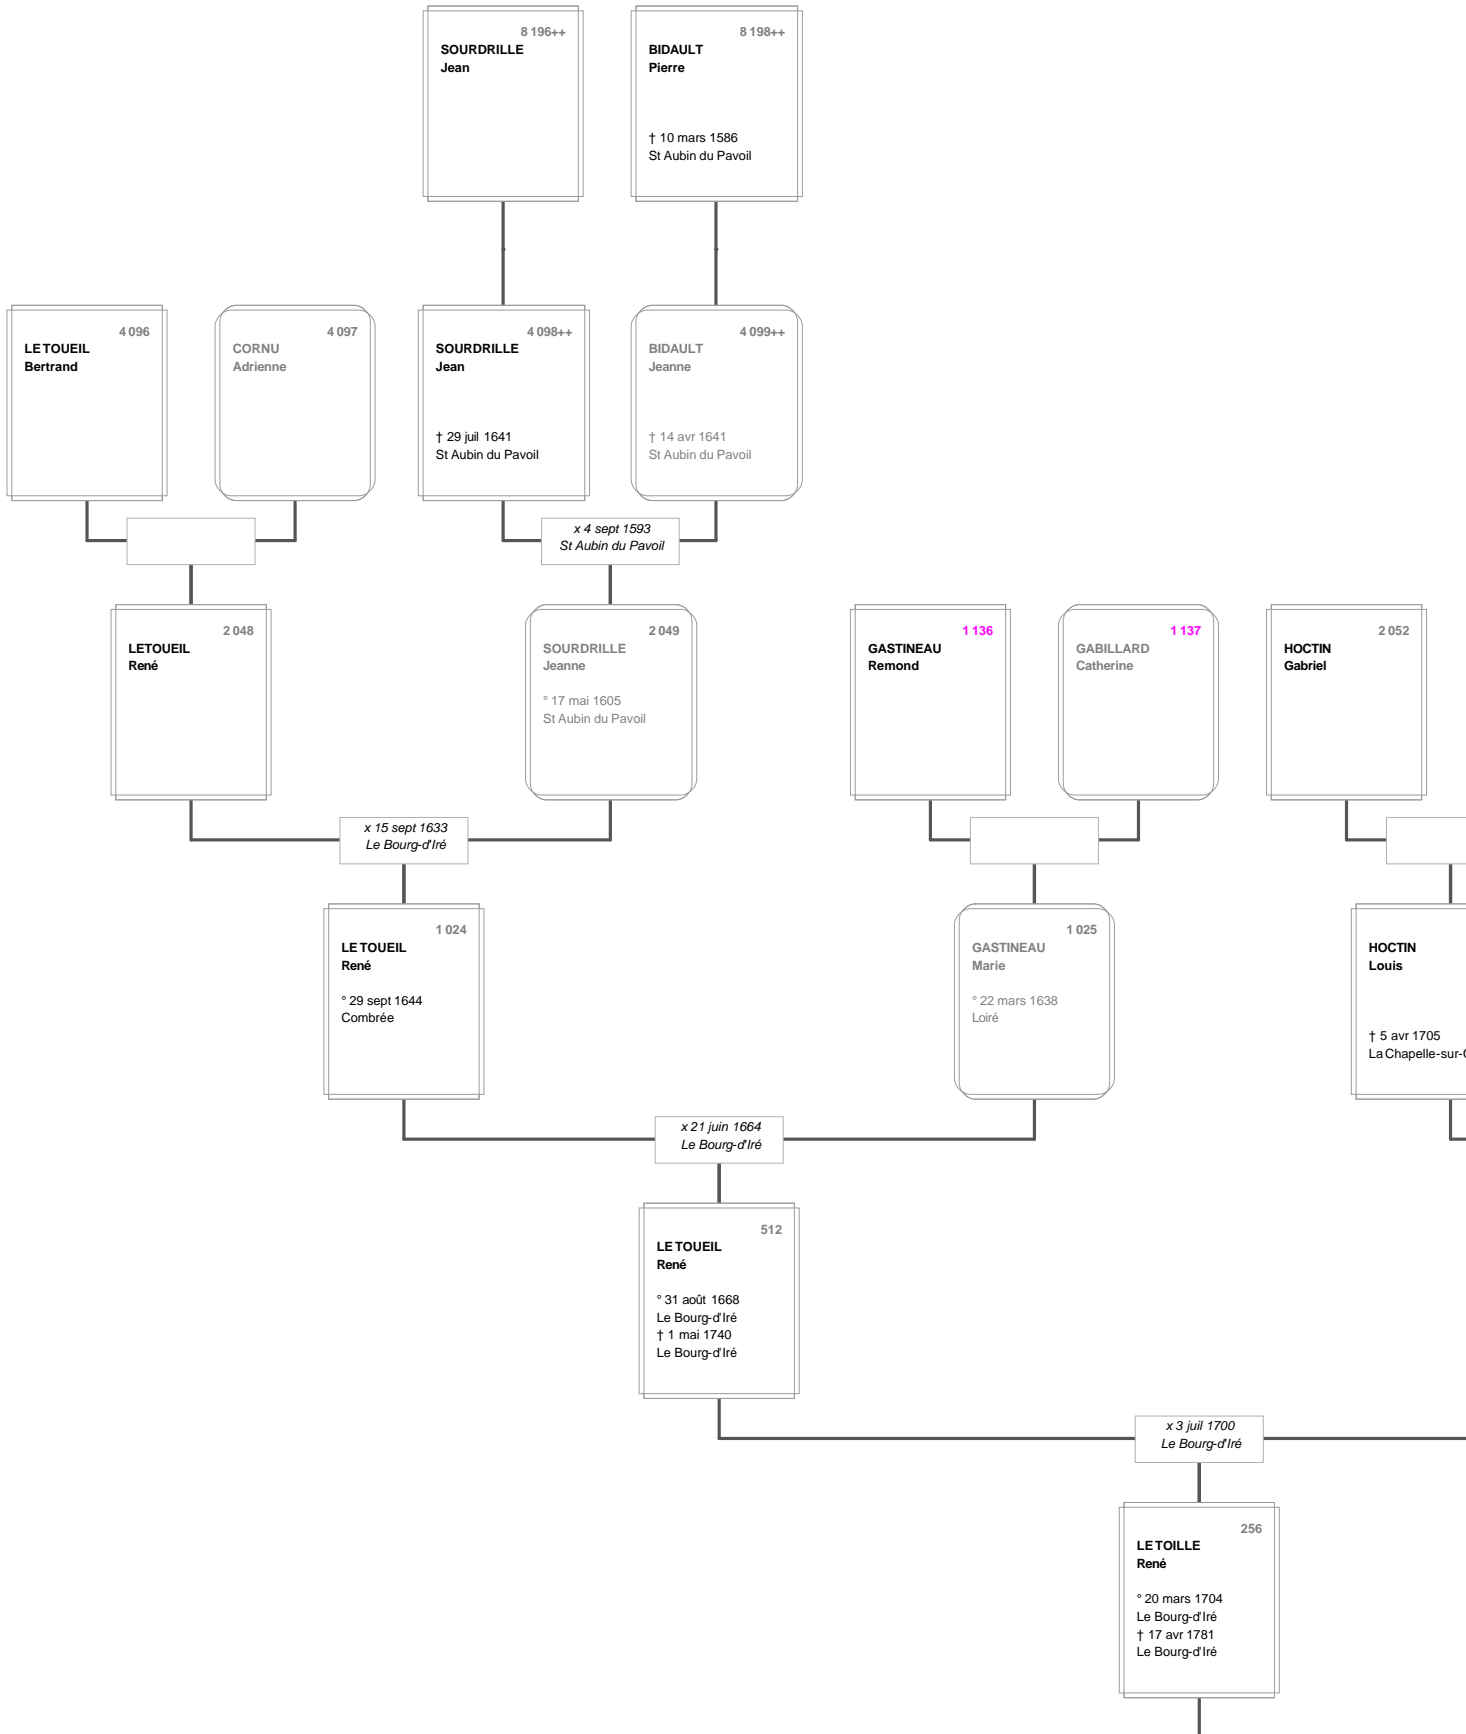 8 196++
SOURDRILLE
Jean
8 198++
BIDAULT
Pierre
† 10 mars 1586
St Aubin du Pavoil
4 096
LE TOUEIL
Bertrand
4 097
CORNU
Adrienne
4 098++
SOURDRILLE
Jean
† 29 juil 1641
St Aubin du Pavoil
4 099++
BIDAULT
Jeanne
† 14 avr 1641
St Aubin du Pavoil
x 4 sept 1593
St Aubin du Pavoil
2 048
LETOUEIL
René
2 049
SOURDRILLE
Jeanne
° 17 mai 1605
St Aubin du Pavoil
1 136
GASTINEAU
Remond
1 137
GABILLARD
Catherine
2 052
HOCTIN
Gabriel
x 15 sept 1633
Le Bourg-d'Iré
1 024
LE TOUEIL
René
° 29 sept 1644
Combrée
1 025
GASTINEAU
Marie
° 22 mars 1638
Loiré
HOCTIN
Louis
† 5 avr 1705
La Chapelle-sur-
x 21 juin 1664
Le Bourg-d'Iré
512
LE TOUEIL
René
° 31 août 1668
Le Bourg-d'Iré
† 1 mai 1740
Le Bourg-d'Iré
x 3 juil 1700
Le Bourg-d'Iré
256
LE TOILLE
René
° 20 mars 1704
Le Bourg-d'Iré
† 17 avr 1781
Le Bourg-d'Iré